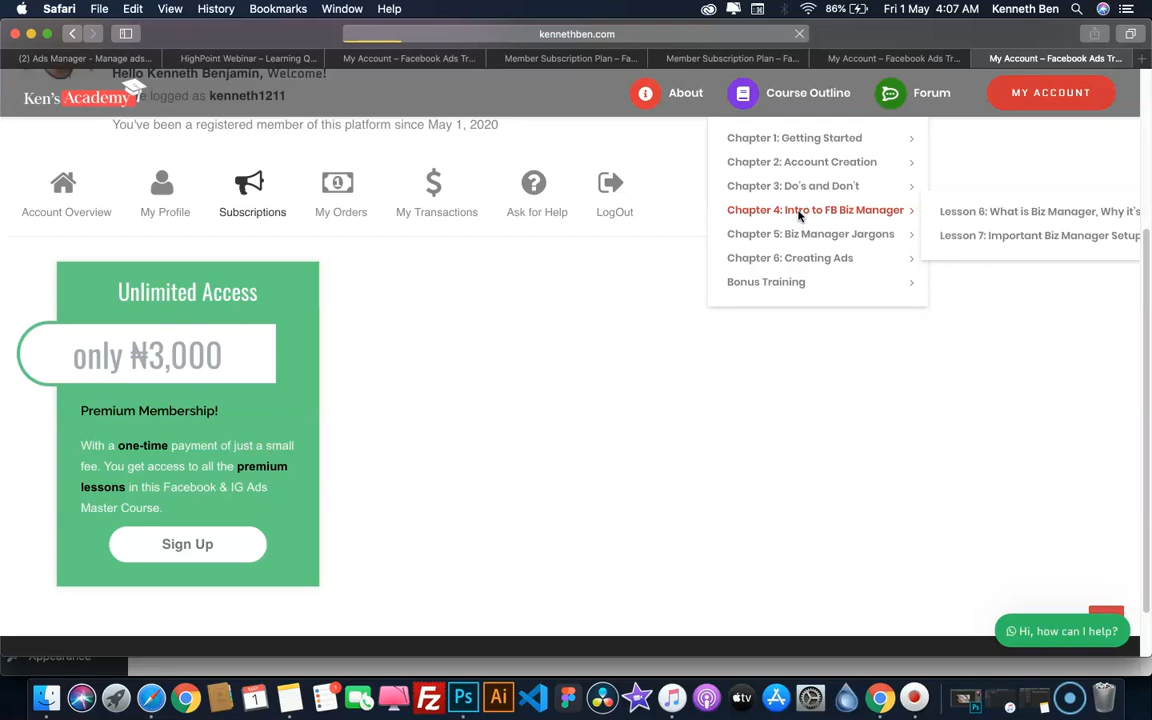 Safari File Edit View History Bookmarks Window Help 86% Fri 1 May 4:07 AM Kenneth Ben
kennethben.com
(2) Ads Manager - Manage ads... HighPoint Webinar – Learning Q... My Account – Facebook Ads Tr... Member Subscription Plan – Fa... Member Subscription Plan – Fa... My Account – Facebook Ads Tr... My Account – Facebook Ads Tr...
Hello Kenneth Benjamin, Welcome!
Ken's Academy About Course Outline Forum MY ACCOUNT
logged as kenneth1211
You've been a registered member of this platform since May 1, 2020
Chapter 1: Getting Started
Chapter 2: Account Creation
Chapter 3: Do's and Don't
Chapter 4: Intro to FB Biz Manager
Chapter 5: Biz Manager Jargons
Chapter 6: Creating Ads
Bonus Training
Lesson 6: What is Biz Manager, Why it's
Lesson 7: Important Biz Manager Setup
Account Overview My Profile Subscriptions My Orders My Transactions Ask for Help LogOut
Unlimited Access
only ₦3,000
Premium Membership!
With a one-time payment of just a small
fee. You get access to all the premium
lessons in this Facebook & IG Ads
Master Course.
Sign Up
Hi, how can I help?
Appearance
Ps Ai tv